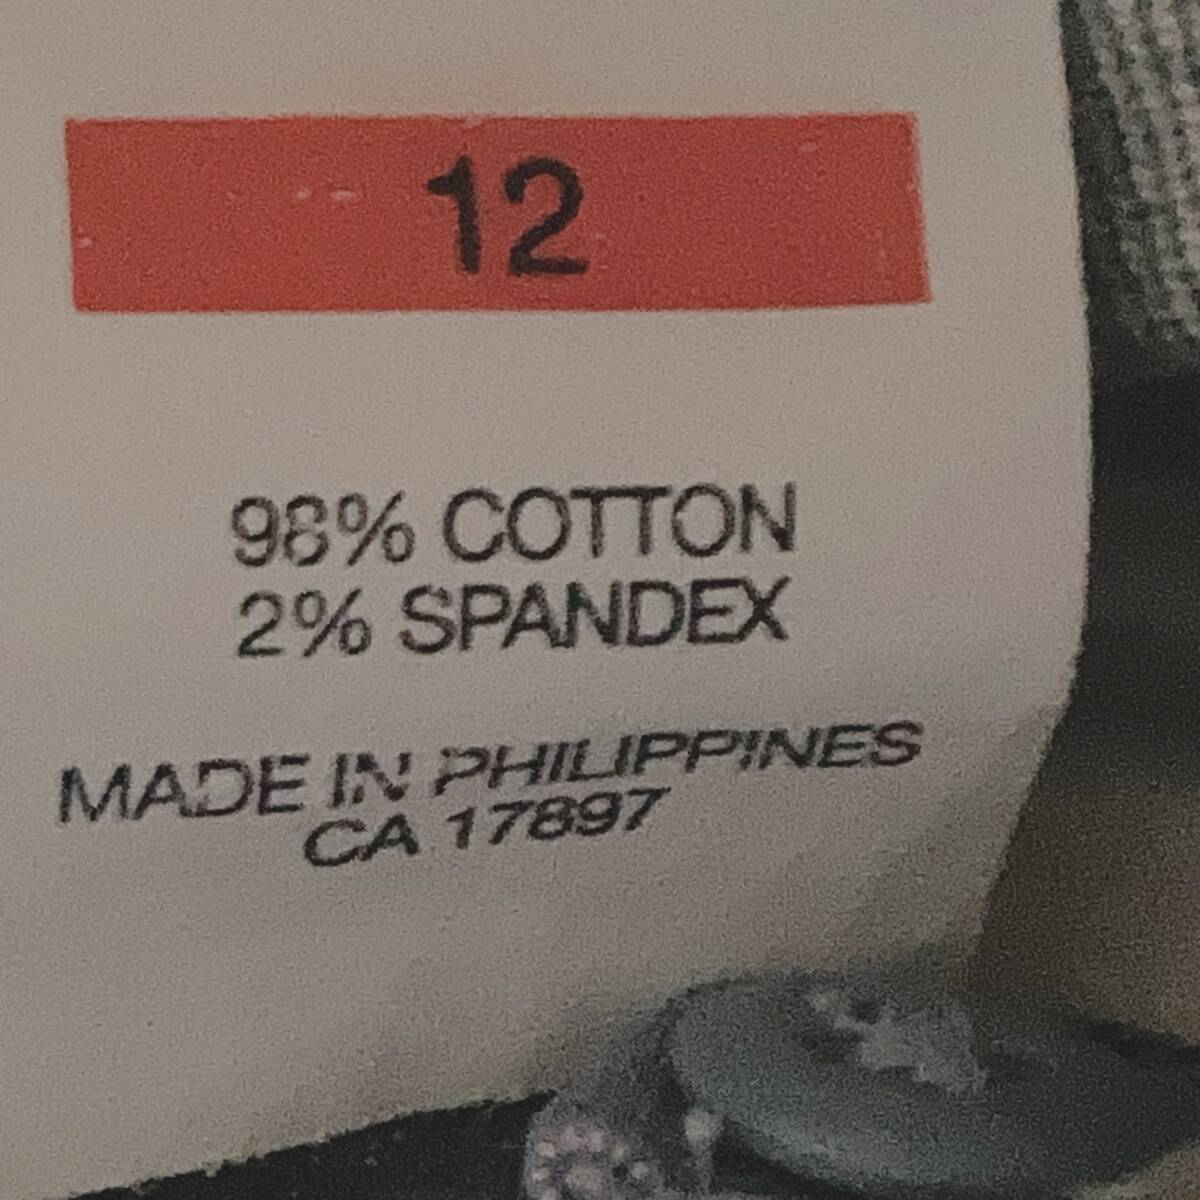 12
98% COTTON
2% SPANDEX
MADE IN PHILIPPINES
CA 17897